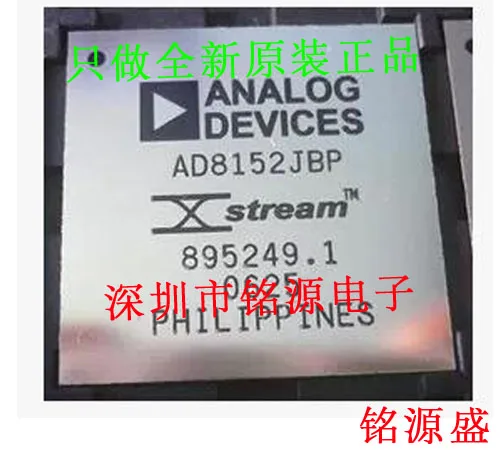 只做全新原装正品
ANALOG
DEVICES
AD8152JBP
Xstream™
895249.1
0625
深圳市铭源电子
PHILIPPINES
铭源盛